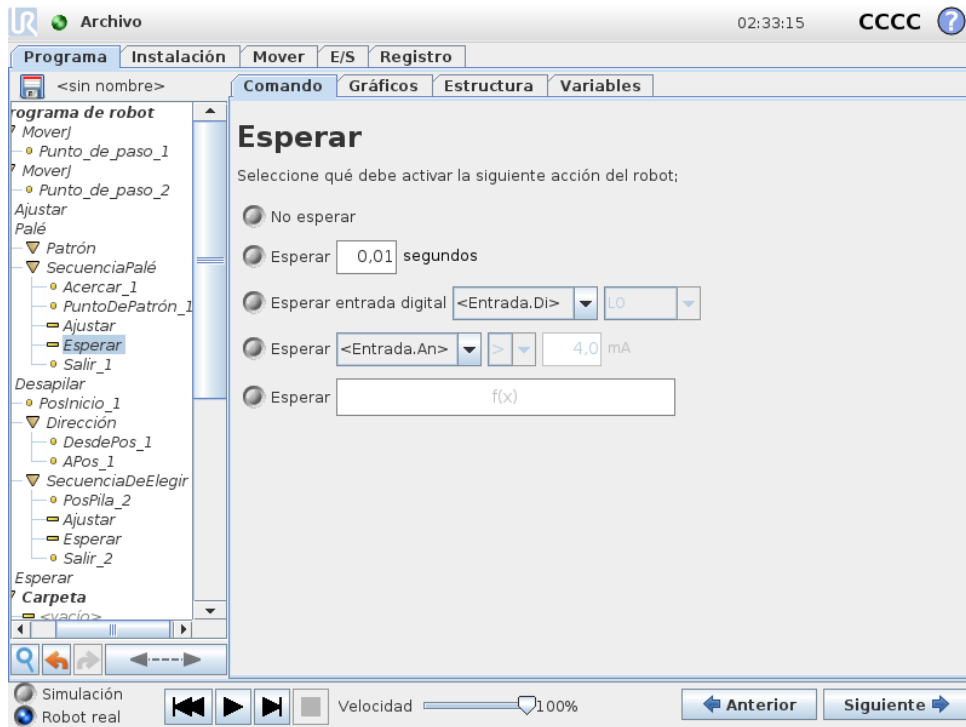 UR Archivo 02:33:15 CCCC ?
Programa Instalación Mover E/S Registro
<sin nombre> Comando Gráficos Estructura Variables
rograma de robot
MoverJ
Punto_de_paso_1
MoverJ
Punto_de_paso_2
Ajustar
Palé
Patrón
SecuenciaPalé
Acercar_1
PuntoDePatrón_1
Ajustar
Esperar
Salir_1
Desapilar
PosInicio_1
Dirección
DesdePos_1
APos_1
SecuenciaDeElegir
PosPila_2
Ajustar
Esperar
Salir_2
Esperar
Carpeta
<vacío>
Esperar
Seleccione qué debe activar la siguiente acción del robot;
No esperar
Esperar 0,01 segundos
Esperar entrada digital <Entrada.Di> LO
Esperar <Entrada.An> > 4,0 mA
Esperar f(x)
Simulación
Robot real
Velocidad 100% Anterior Siguiente